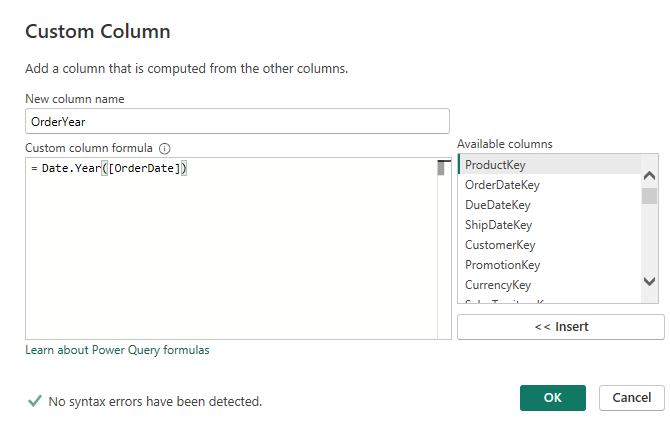 Custom Column
Add a column that is computed from the other columns.
New column name
OrderYear
Custom column formula
= Date.Year([OrderDate])
Available columns
ProductKey
OrderDateKey
DueDateKey
ShipDateKey
CustomerKey
PromotionKey
CurrencyKey
<< Insert
Learn about Power Query formulas
No syntax errors have been detected.
OK
Cancel